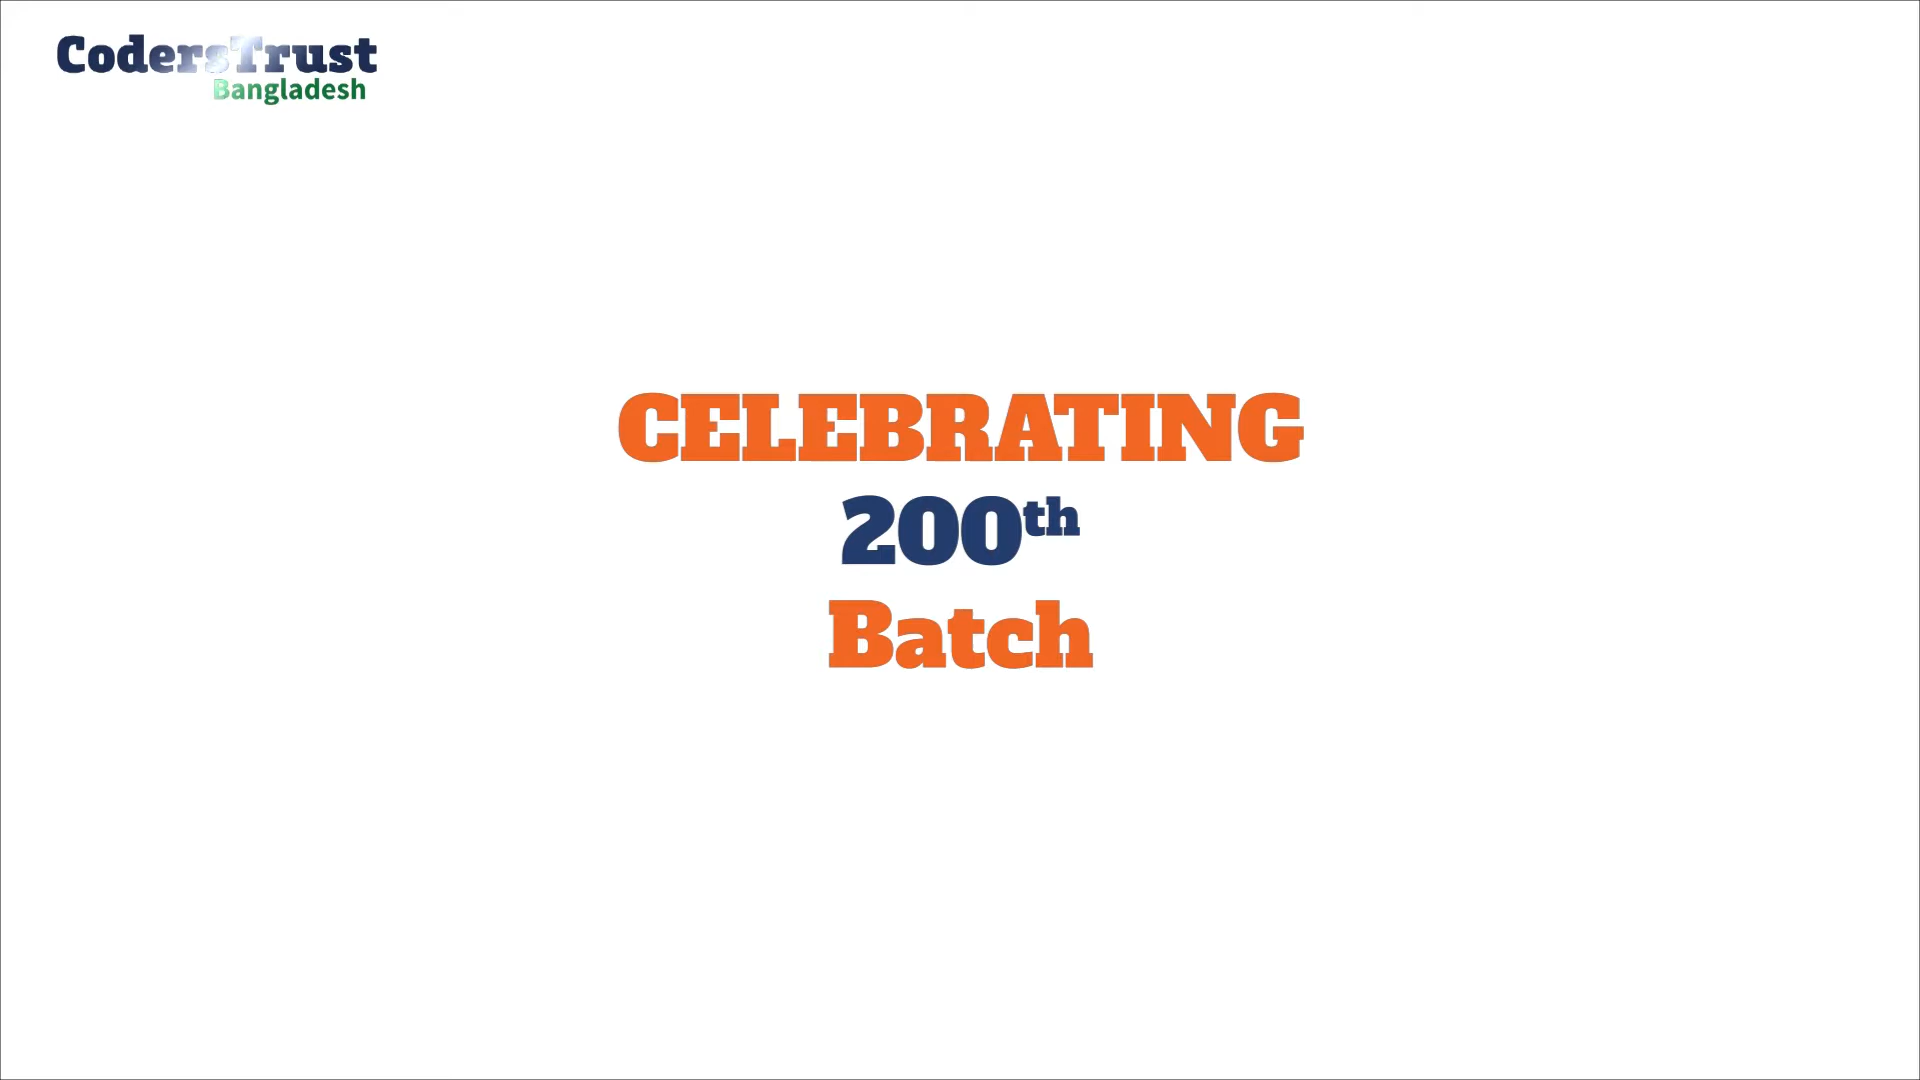 CodersTrust
Bangladesh
CELEBRATING
200th
Batch